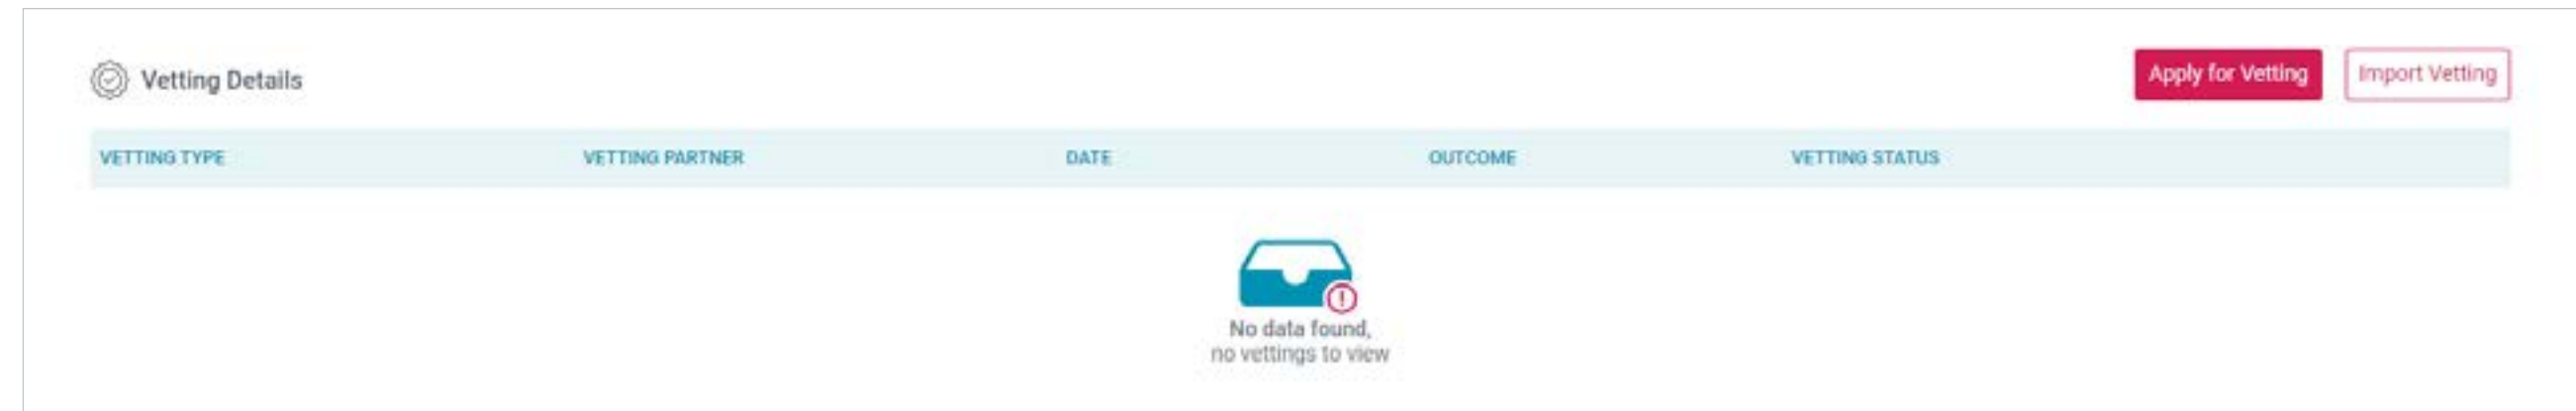 Vetting Details
Apply for Vetting
Import Vetting
VETTING TYPE VETTING PARTNER DATE OUTCOME VETTING STATUS
No data found,
no vettings to view